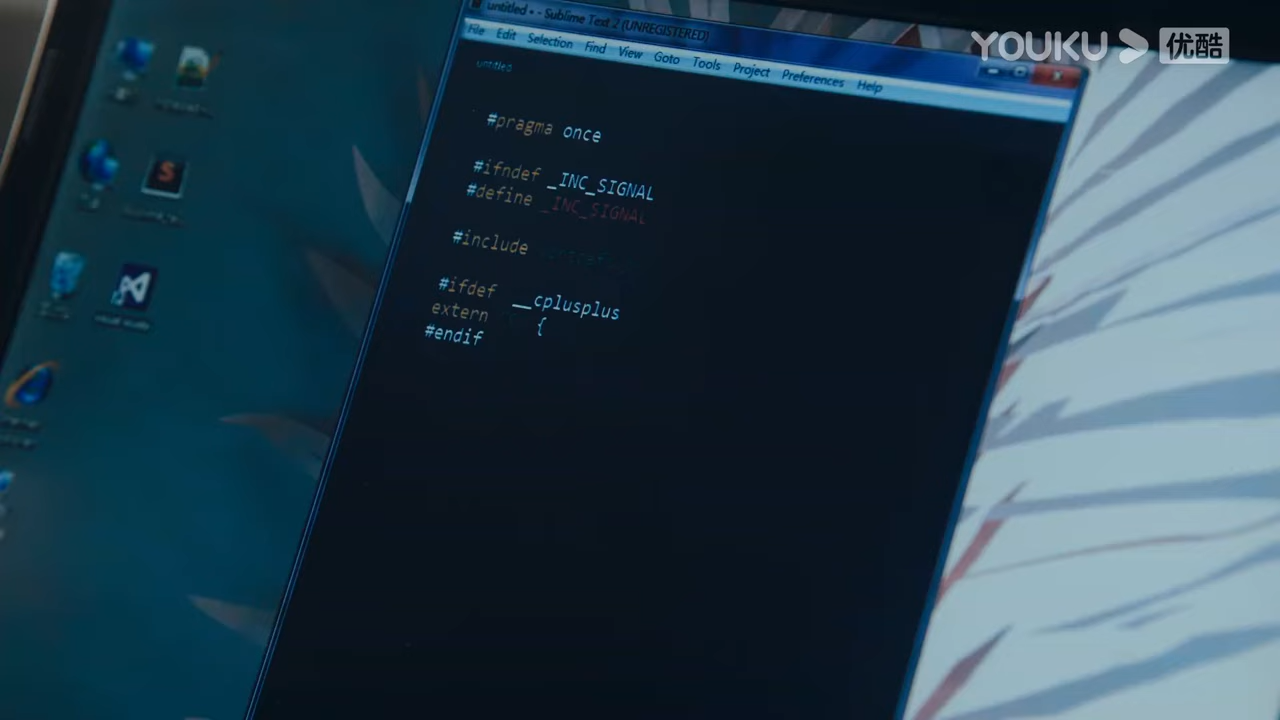 untitled • - Sublime Text 2 (UNREGISTERED)
File Edit Selection Find View Goto Tools Project Preferences Help
untitled
#pragma once
#ifndef _INC_SIGNAL
#define _INC_SIGNAL
#include
#ifdef __cplusplus
extern {
#endif
YOUKU 优酷